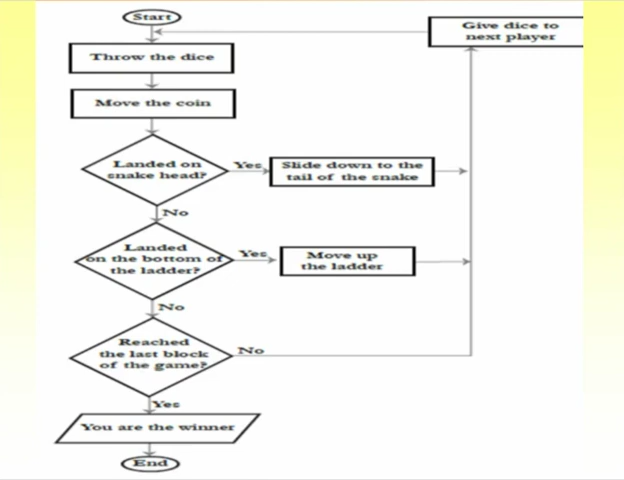 Start
Give dice to
next player
Throw the dice
Move the coin
Landed on
snake head?
Yes
Slide down to the
tail of the snake
No
Landed
on the bottom of
the ladder?
Yes
Move up
the ladder
No
Reached
the last block
of the game?
No
Yes
You are the winner
End